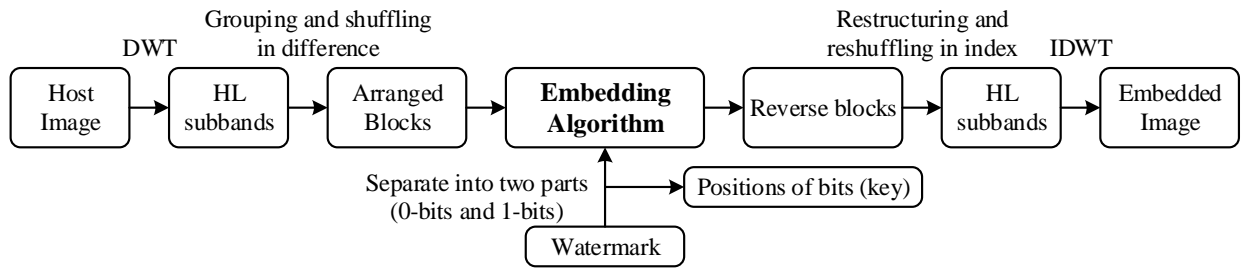 Grouping and shuffling
in difference
Restructuring and
reshuffling in index
DWT
IDWT
Host
Image
HL
subbands
Arranged
Blocks
Embedding
Algorithm
Reverse blocks
HL
subbands
Embedded
Image
Separate into two parts
(0-bits and 1-bits)
Positions of bits (key)
Watermark